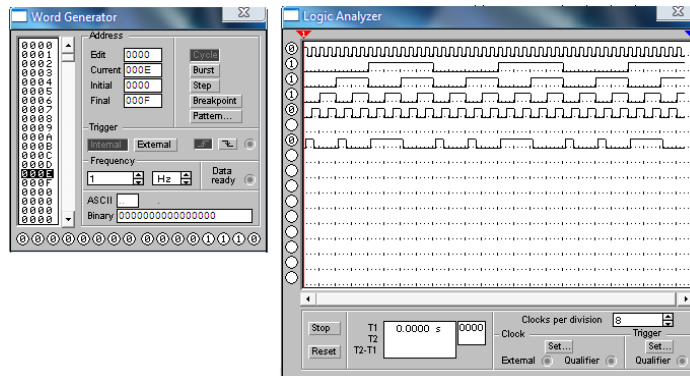 Word Generator
0000
0001
0002
0003
0004
0005
0006
0007
0008
0009
000A
000B
000C
000D
000E
000F
0000
0000
0000
Address
Edit 0000
Current 000E
Initial 0000
Final 000F
Cycle
Burst
Step
Breakpoint
Pattern...
Trigger
Internal External
Frequency
1 Hz
Data ready
ASCII ..
Binary 0000000000000000
0 0 0 0 0 0 0 0 0 0 0 0 1 1 1 0
Logic Analyzer
1
0
1
1
1
0
0
Stop
Reset
T1 0.0000 s 0000
T2
T2-T1
Clocks per division 8
Clock
Set...
External Qualifier
Trigger
Set...
Qualifier